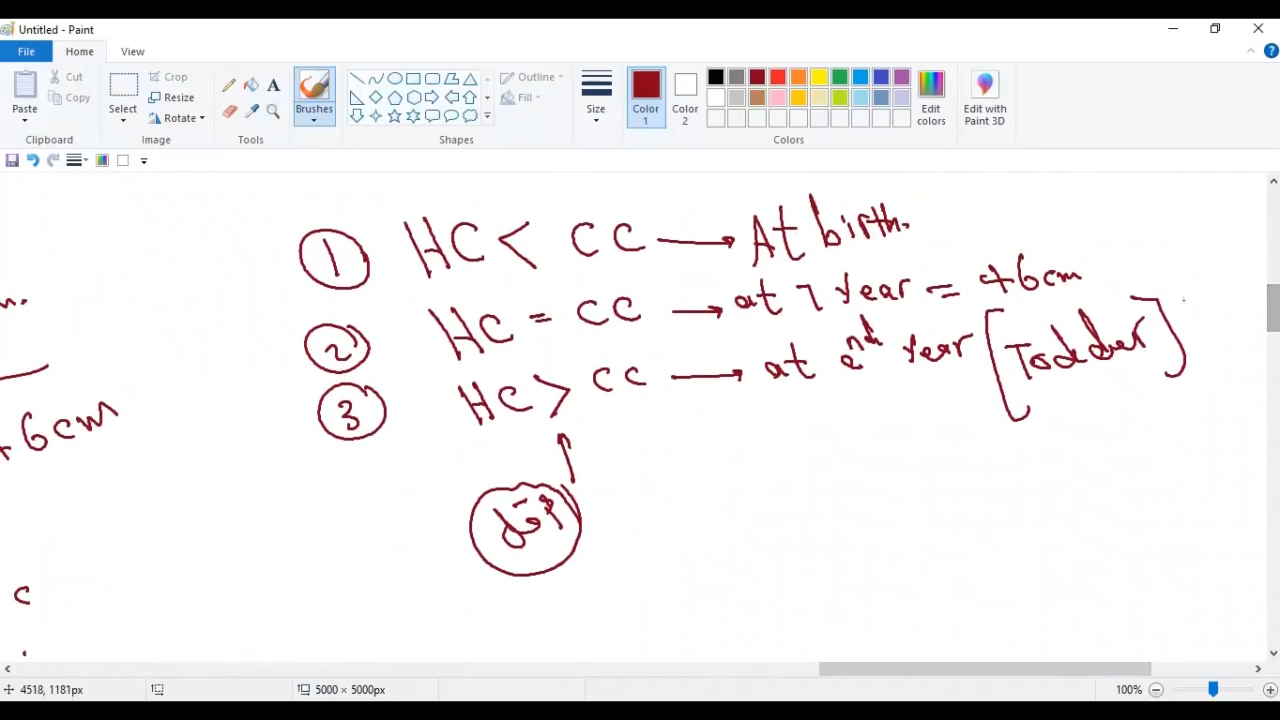 Untitled - Paint
File Home View
Paste Cut Copy Clipboard
Select Crop Resize Rotate Image
Tools
Brushes
Outline Fill Shapes
Size
Color 1 Color 2 Edit colors Colors
Edit with Paint 3D
① HC < CC → At birth.
② HC = CC → at 1 Year = 46cm
③ HC > CC → at 2nd Year [Toddler]
m.
46cm
c
4518, 1181px
5000 × 5000px
100%